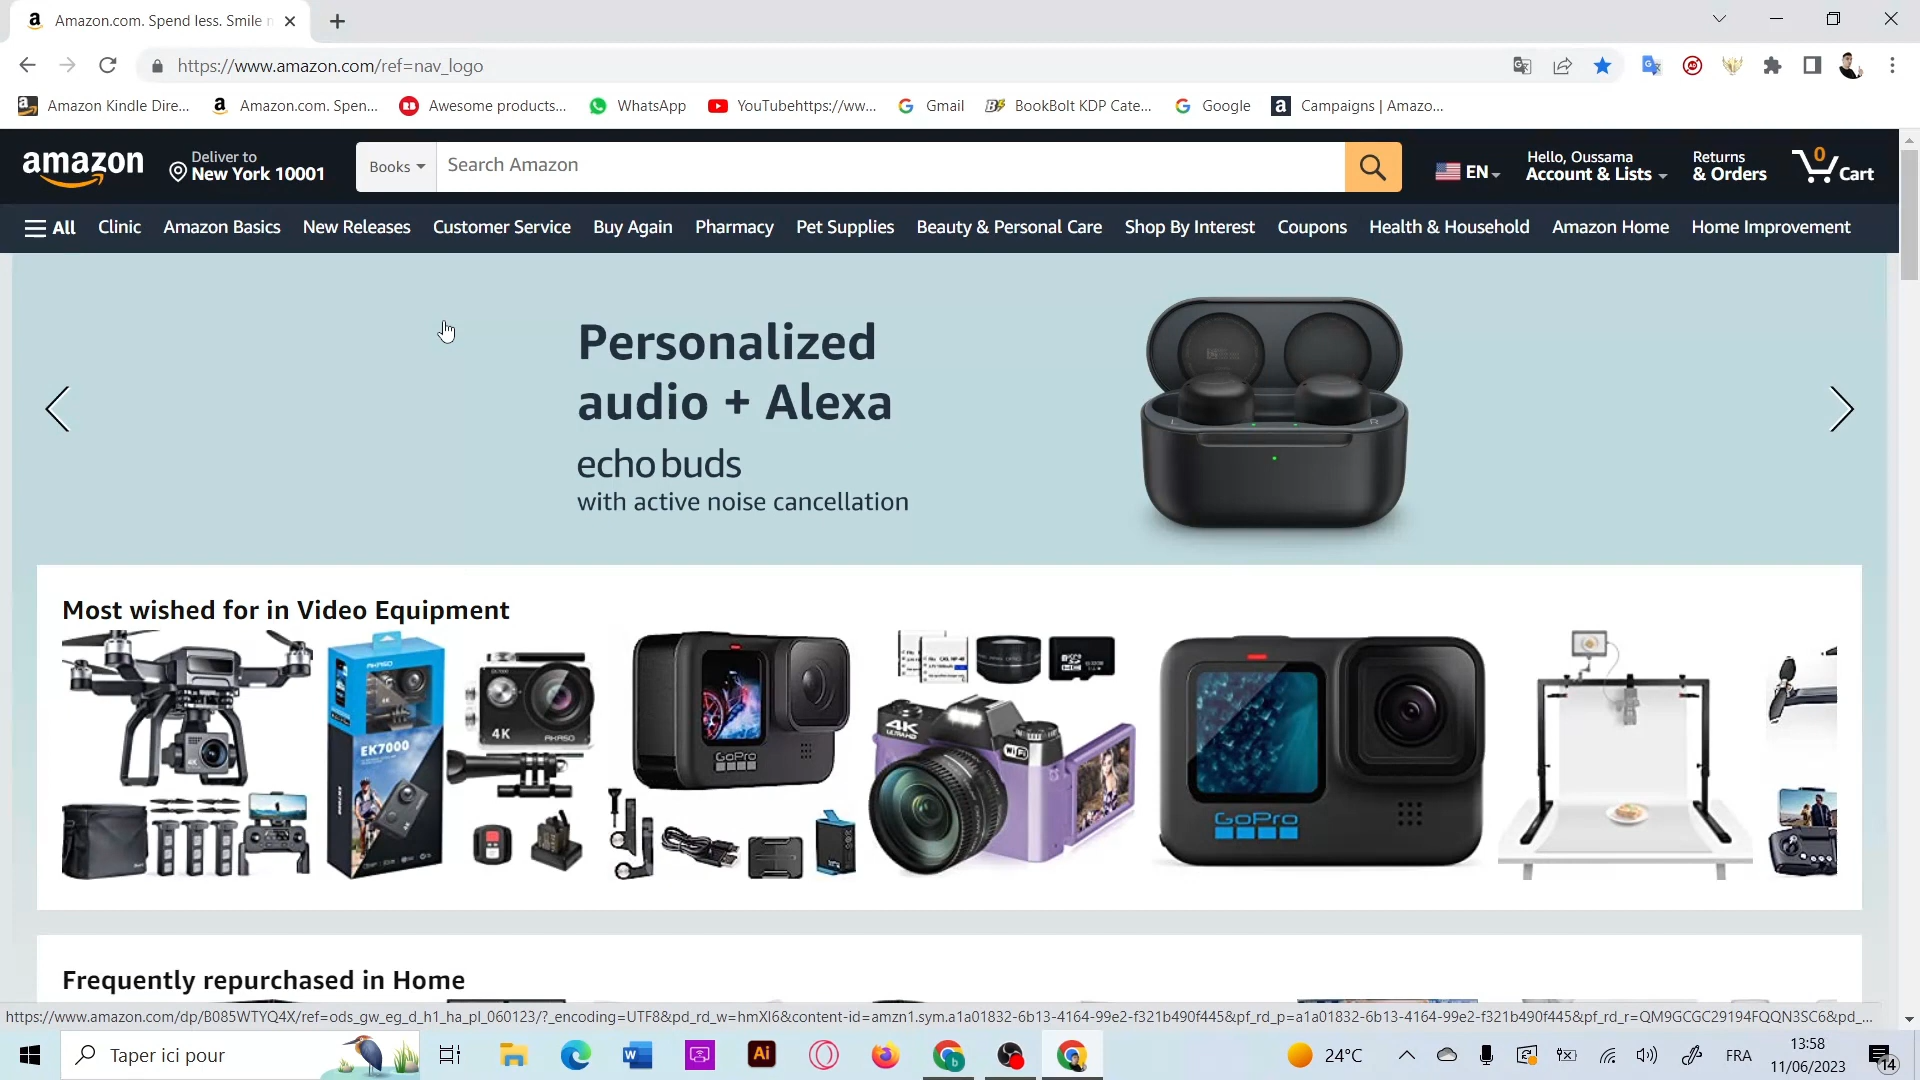 Amazon.com. Spend less. Smile
https://www.amazon.com/ref=nav_logo
Amazon Kindle Dire... Amazon.com. Spen... Awesome products... WhatsApp YouTubehttps://ww... Gmail BookBolt KDP Cate... Google Campaigns | Amazo...
amazon
Deliver to
New York 10001
Books
Search Amazon
EN
Hello, Oussama
Account & Lists
Returns
& Orders
0
Cart
All Clinic Amazon Basics New Releases Customer Service Buy Again Pharmacy Pet Supplies Beauty & Personal Care Shop By Interest Coupons Health & Household Amazon Home Home Improvement
Personalized
audio + Alexa
echo buds
with active noise cancellation
L R
Most wished for in Video Equipment
AKASO
EK7000
4K
AKASO
GoPro
4K
ULTRA HD
WiFi
GoPro
Frequently repurchased in Home
https://www.amazon.com/dp/B085WTYQ4X/ref=ods_gw_eg_d_h1_ha_pl_060123/?_encoding=UTF8&pd_rd_w=hmXl6&content-id=amzn1.sym.a1a01832-6b13-4164-99e2-f321b490f445&pf_rd_p=a1a01832-6b13-4164-99e2-f321b490f445&pf_rd_r=QM9GCGC29194FQQN3SC6&pd_...
Taper ici pour
24°C
FRA
13:58
11/06/2023
14